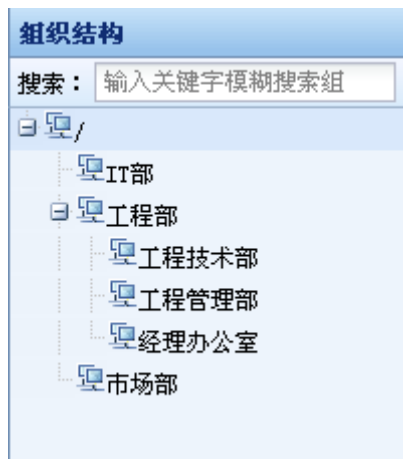 组织结构
搜索： 输入关键字模糊搜索组
/
IT部
工程部
工程技术部
工程管理部
经理办公室
市场部